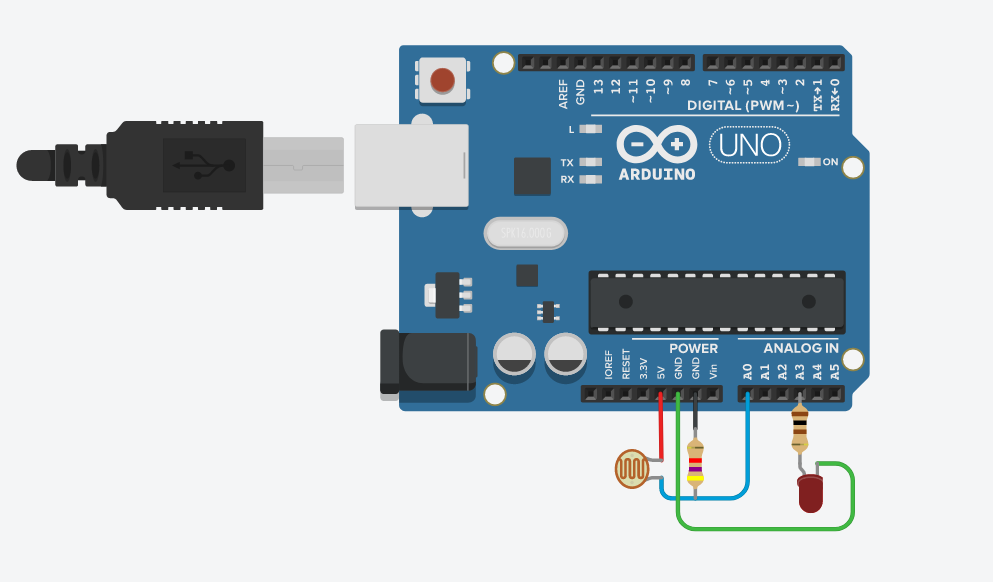 AREF
GND
13
12
~11
~10
~9
8
7
~6
~5
4
~3
2
TX→1
RX←0
DIGITAL (PWM~)
L
TX
RX
UNO
ON
ARDUINO
SPK16.000G
POWER
ANALOG IN
IOREF
RESET
3.3V
5V
GND
GND
Vin
A0
A1
A2
A3
A4
A5